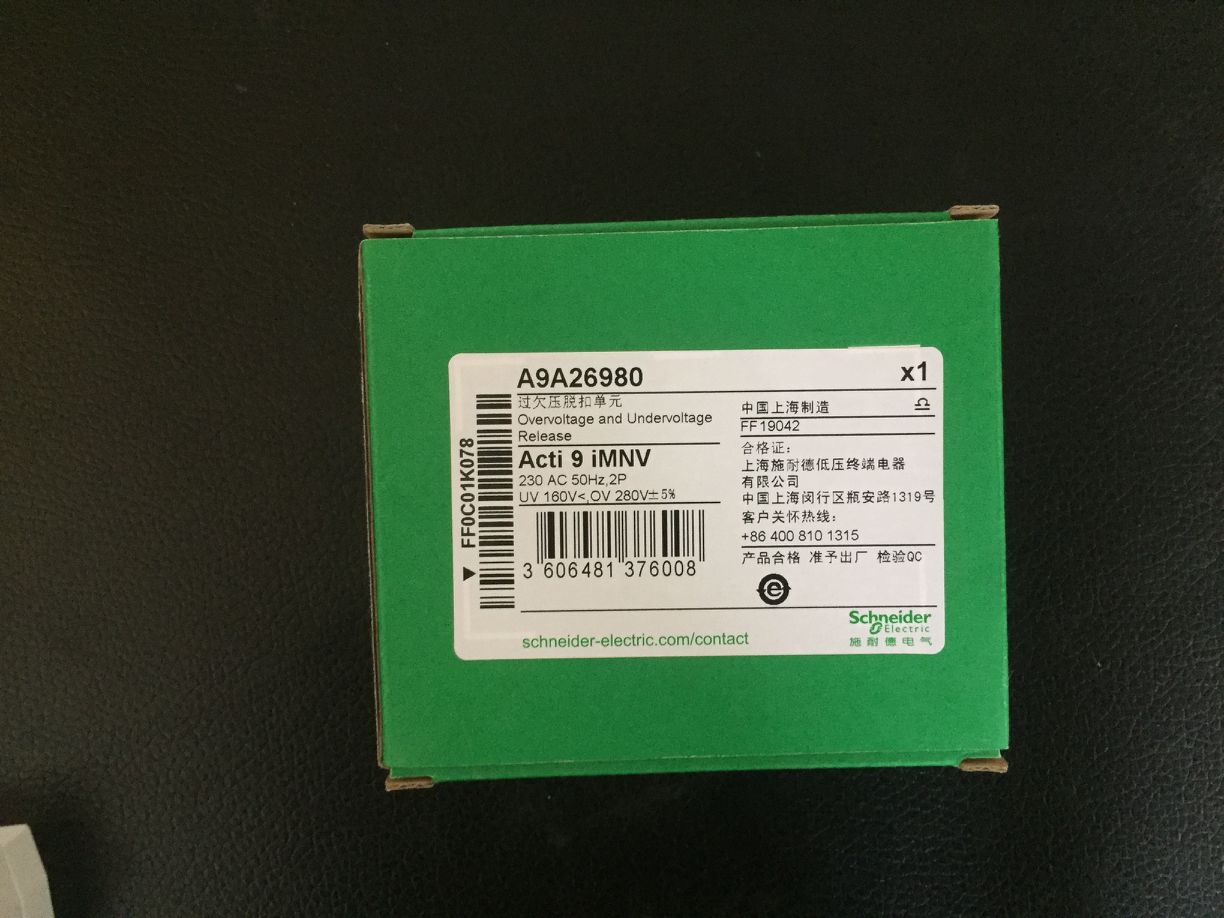 A9A26980
x1
过欠压脱扣单元
Overvoltage and Undervoltage
Release
Acti 9 iMNV
230 AC 50Hz,2P
UV 160V<,OV 280V±5%
3 606481 376008
FF0C01K078
中国上海制造
FF19042
合格证：
上海施耐德低压终端电器
有限公司
中国上海闵行区瓶安路1319号
客户关怀热线：
+86 400 810 1315
产品合格 准予出厂 检验QC
e
schneider-electric.com/contact
Schneider
Electric
施耐德电气